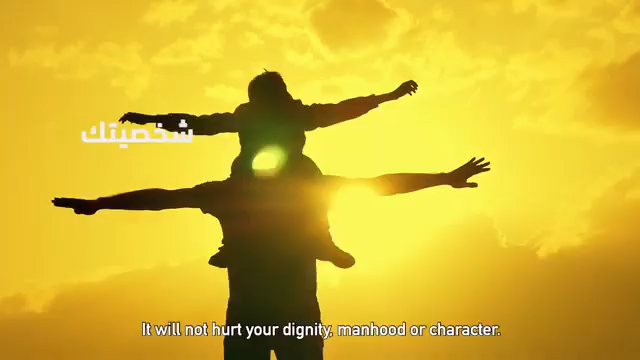 شخصيتك
It will not hurt your dignity, manhood or character.